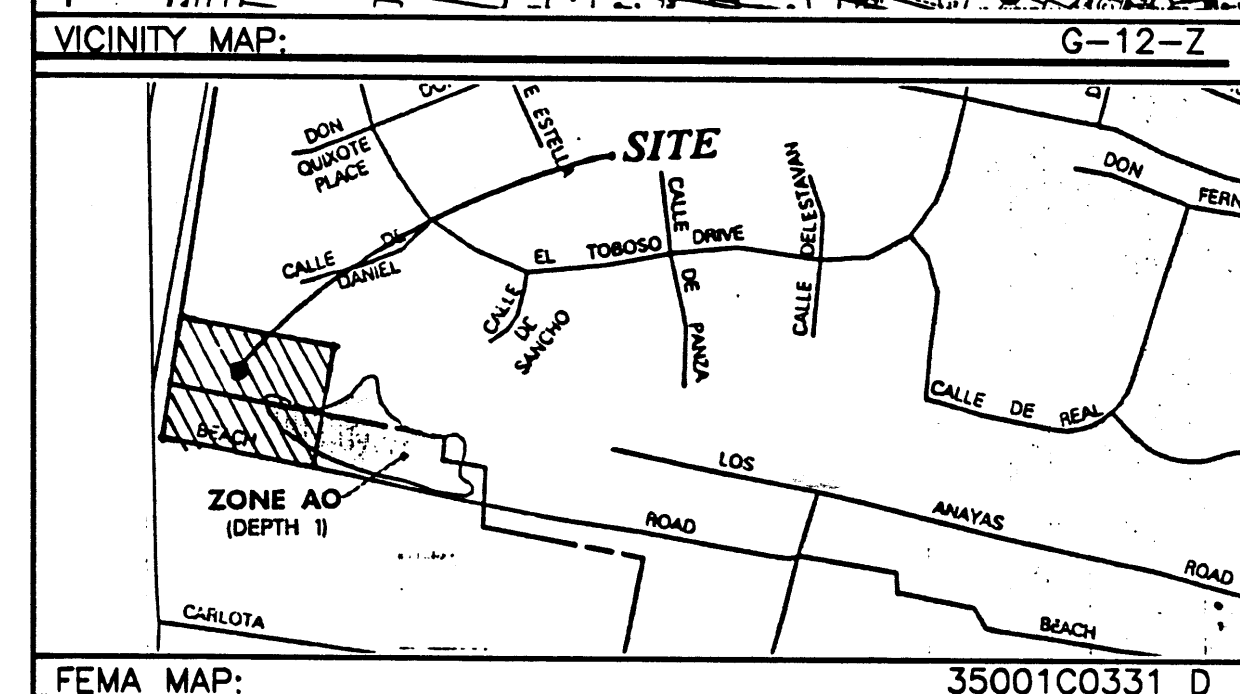 VICINITY MAP: G-12-Z
DON
QUIXOTE
PLACE
E ESTELL
SITE
CALLE DE
DANIEL
CALLE
DE
SANCHO
EL TOBOSO DRIVE
CALLE DE PANZA
CALLE DELESTAVAN
DON FERN
CALLE DE REAL
BEACH
ZONE AO
(DEPTH 1)
ROAD
LOS ANAYAS ROAD
BEACH
CARLOTA
FEMA MAP: 35001C0331 D